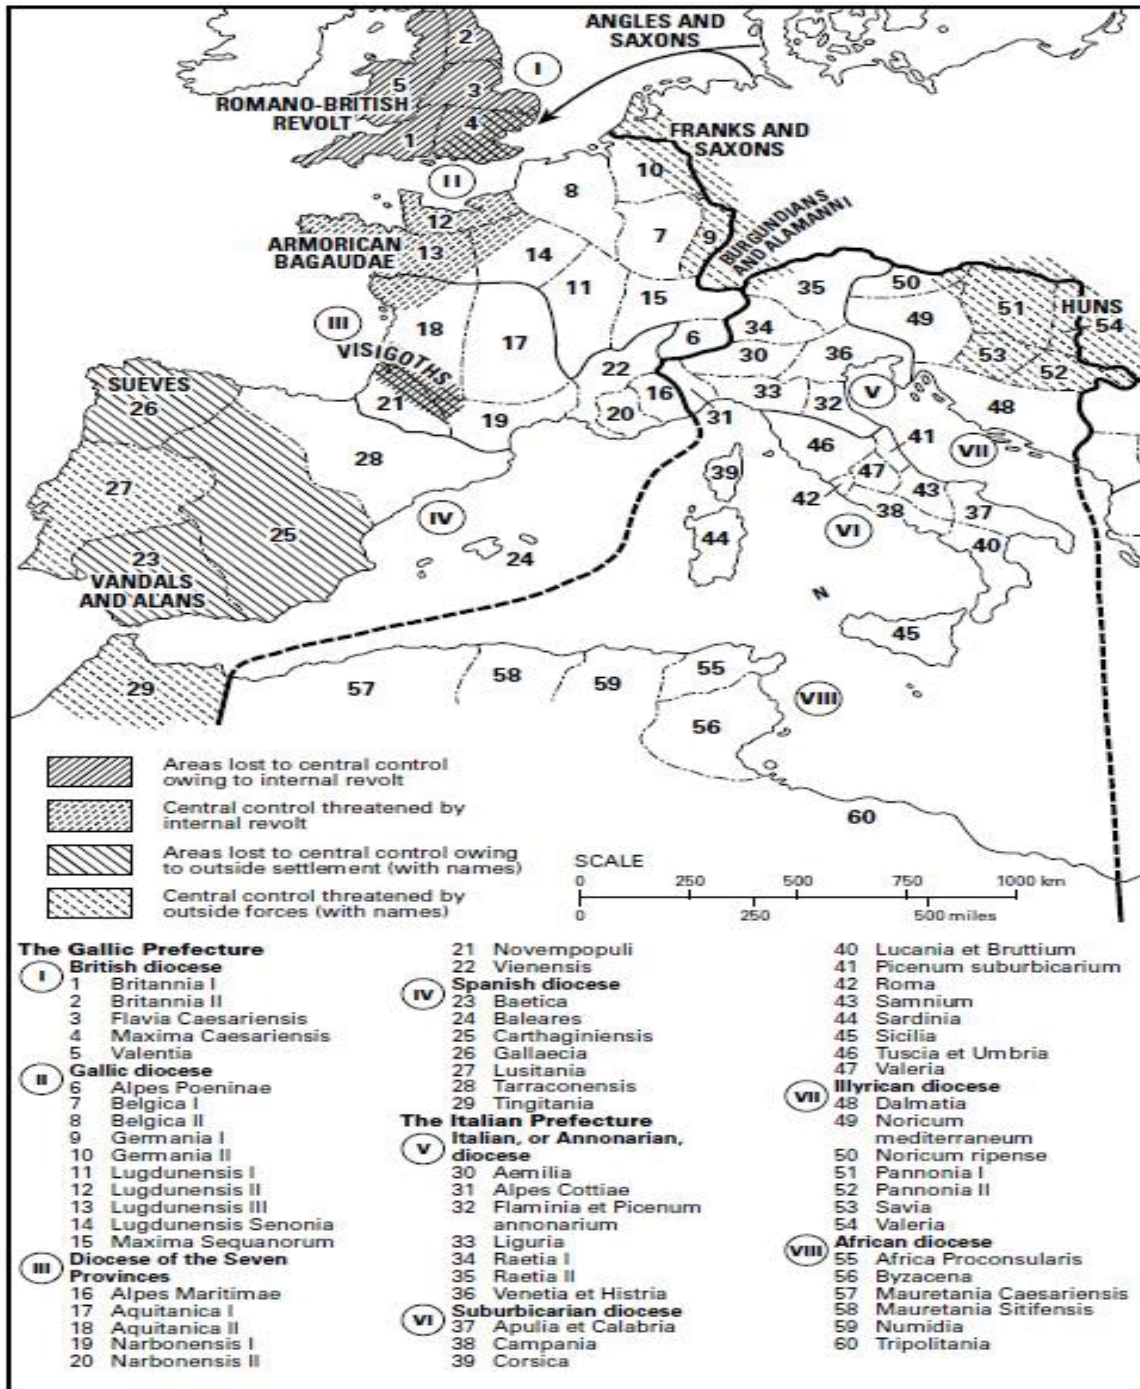 ANGLES AND
SAXONS
2
I
5
3
ROMANO-BRITISH
REVOLT
4
1
FRANKS AND
SAXONS
II
10
8
12
7
9
BURGUNDIANS
AND ALAMANNI
ARMORICAN
BAGAUDAE
13
14
11
15
35
50
51
HUNS
54
III
18
17
6
34
49
VISIGOTHS
22
30
36
53
52
SUEVES
26
21
19
16
20
33
32
V
31
48
28
46
41
VII
27
39
47
42
43
IV
38
37
25
44
VI
40
24
23
VANDALS
AND ALANS
N
45
29
57
58
59
55
VIII
56
60
Areas lost to central control
owing to internal revolt
Central control threatened by
internal revolt
Areas lost to central control owing
to outside settlement (with names)
Central control threatened by
outside forces (with names)
SCALE
0 250 500 750 1000 km
0 250 500 miles
The Gallic Prefecture
I British diocese
1 Britannia I
2 Britannia II
3 Flavia Caesariensis
4 Maxima Caesariensis
5 Valentia
II Gallic diocese
6 Alpes Poeninae
7 Belgica I
8 Belgica II
9 Germania I
10 Germania II
11 Lugdunensis I
12 Lugdunensis II
13 Lugdunensis III
14 Lugdunensis Senonia
15 Maxima Sequanorum
III Diocese of the Seven
Provinces
16 Alpes Maritimae
17 Aquitanica I
18 Aquitanica II
19 Narbonensis I
20 Narbonensis II
21 Novempopuli
22 Vienensis
IV Spanish diocese
23 Baetica
24 Baleares
25 Carthaginiensis
26 Gallaecia
27 Lusitania
28 Tarraconensis
29 Tingitania
The Italian Prefecture
V Italian, or Annonarian,
diocese
30 Aemilia
31 Alpes Cottiae
32 Flaminia et Picenum
annonarium
33 Liguria
34 Raetia I
35 Raetia II
36 Venetia et Histria
VI Suburbicarian diocese
37 Apulia et Calabria
38 Campania
39 Corsica
40 Lucania et Bruttium
41 Picenum suburbicarium
42 Roma
43 Samnium
44 Sardinia
45 Sicilia
46 Tuscia et Umbria
47 Valeria
VII Illyrican diocese
48 Dalmatia
49 Noricum
mediterraneum
50 Noricum ripense
51 Pannonia I
52 Pannonia II
53 Savia
54 Valeria
VIII African diocese
55 Africa Proconsularis
56 Byzacena
57 Mauretania Caesariensis
58 Mauretania Sitifensis
59 Numidia
60 Tripolitania